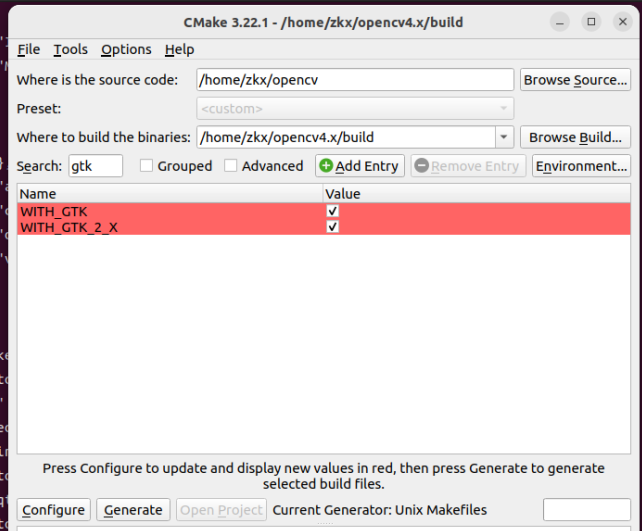 CMake 3.22.1 - /home/zkx/opencv4.x/build
File Tools Options Help
Where is the source code: /home/zkx/opencv Browse Source...
Preset: <custom>
Where to build the binaries: /home/zkx/opencv4.x/build Browse Build...
Search: gtk Grouped Advanced Add Entry Remove Entry Environment...
Name Value
WITH_GTK
WITH_GTK_2_X
Press Configure to update and display new values in red, then press Generate to generate
selected build files.
Configure Generate Open Project Current Generator: Unix Makefiles